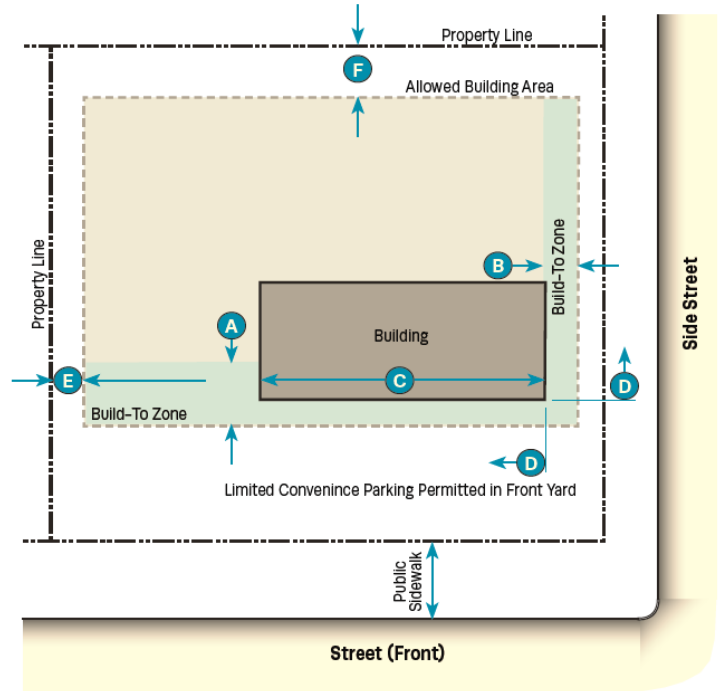 Property Line
F
Allowed Building Area
Property Line
Build-To Zone
B
A
Building
Side Street
E
C
D
Build-To Zone
D
Limited Convenince Parking Permitted in Front Yard
Public
Sidewalk
Street (Front)